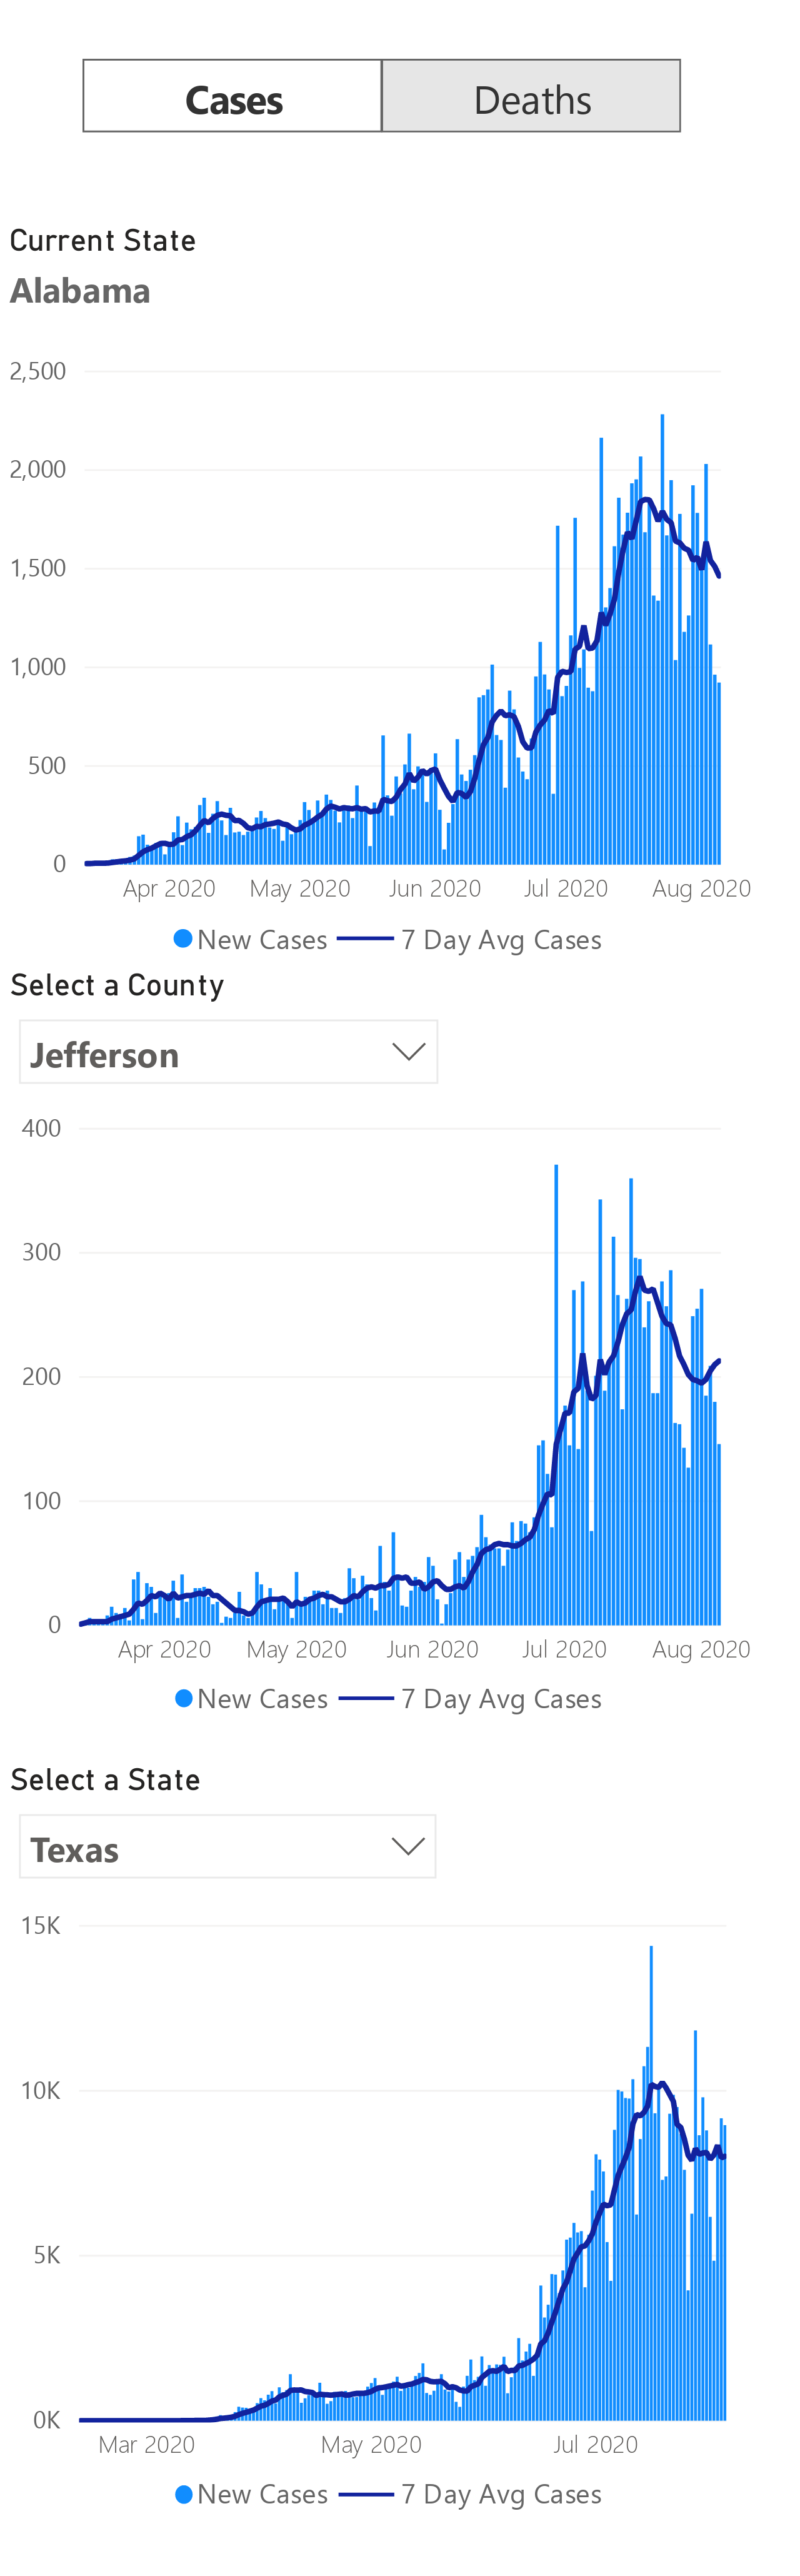 Cases Deaths
Current State
Alabama
2,500
2,000
1,500
1,000
500
0
Apr 2020 May 2020 Jun 2020 Jul 2020 Aug 2020
New Cases 7 Day Avg Cases
Select a County
Jefferson
400
300
200
100
0
Apr 2020 May 2020 Jun 2020 Jul 2020 Aug 2020
New Cases 7 Day Avg Cases
Select a State
Texas
15K
10K
5K
0K
Mar 2020 May 2020 Jul 2020
New Cases 7 Day Avg Cases